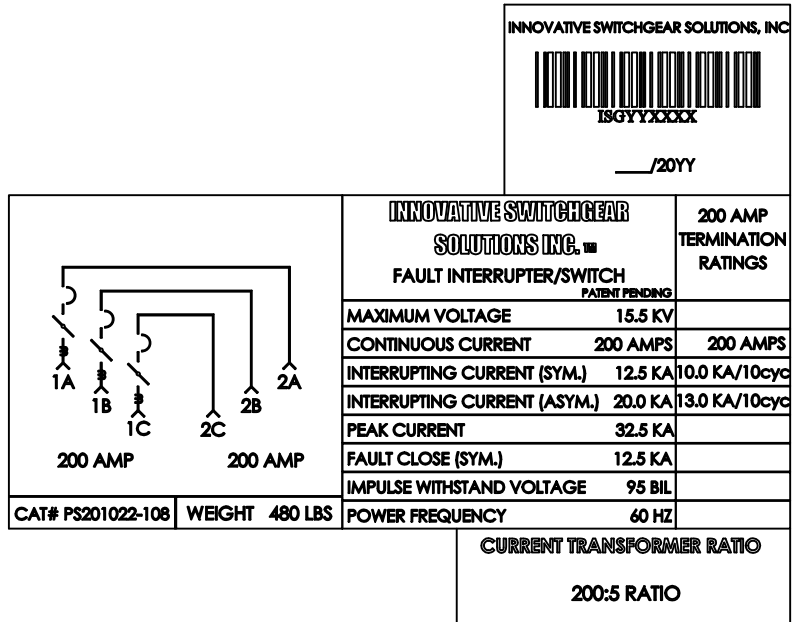 INNOVATIVE SWITCHGEAR SOLUTIONS, INC
ISGYYXXXX
____/20YY
INNOVATIVE SWITCHGEAR
SOLUTIONS INC. ™
FAULT INTERRUPTER/SWITCH
PATENT PENDING
200 AMP
TERMINATION
RATINGS
MAXIMUM VOLTAGE 15.5 KV
CONTINUOUS CURRENT 200 AMPS 200 AMPS
INTERRUPTING CURRENT (SYM.) 12.5 KA 10.0 KA/10cyc
INTERRUPTING CURRENT (ASYM.) 20.0 KA 13.0 KA/10cyc
PEAK CURRENT 32.5 KA
FAULT CLOSE (SYM.) 12.5 KA
IMPULSE WITHSTAND VOLTAGE 95 BIL
POWER FREQUENCY 60 HZ
1A 2A
1B 2B
1C 2C
200 AMP 200 AMP
CAT# PS201022-108 WEIGHT 480 LBS
CURRENT TRANSFORMER RATIO
200:5 RATIO